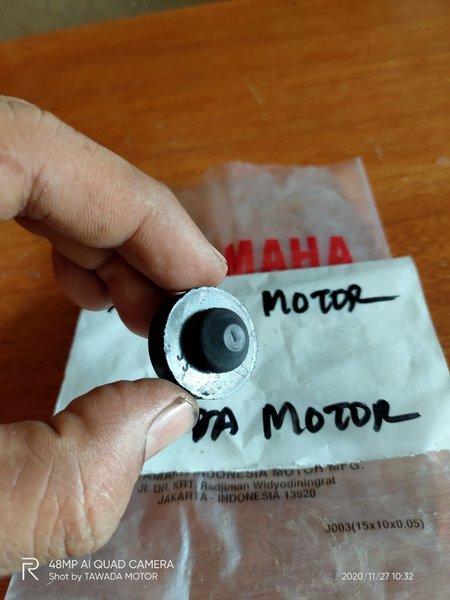 MAHA
MOTOR
DA MOTOR
YAMAHA INDONESIA MOTOR MFG.
JL. DR. KRT. Radjiman Widyodiningrat
JAKARTA - INDONESIA 13920
J003(15x10x0.05)
48MP AI QUAD CAMERA
Shot by TAWADA MOTOR
2020/11/27 10:32